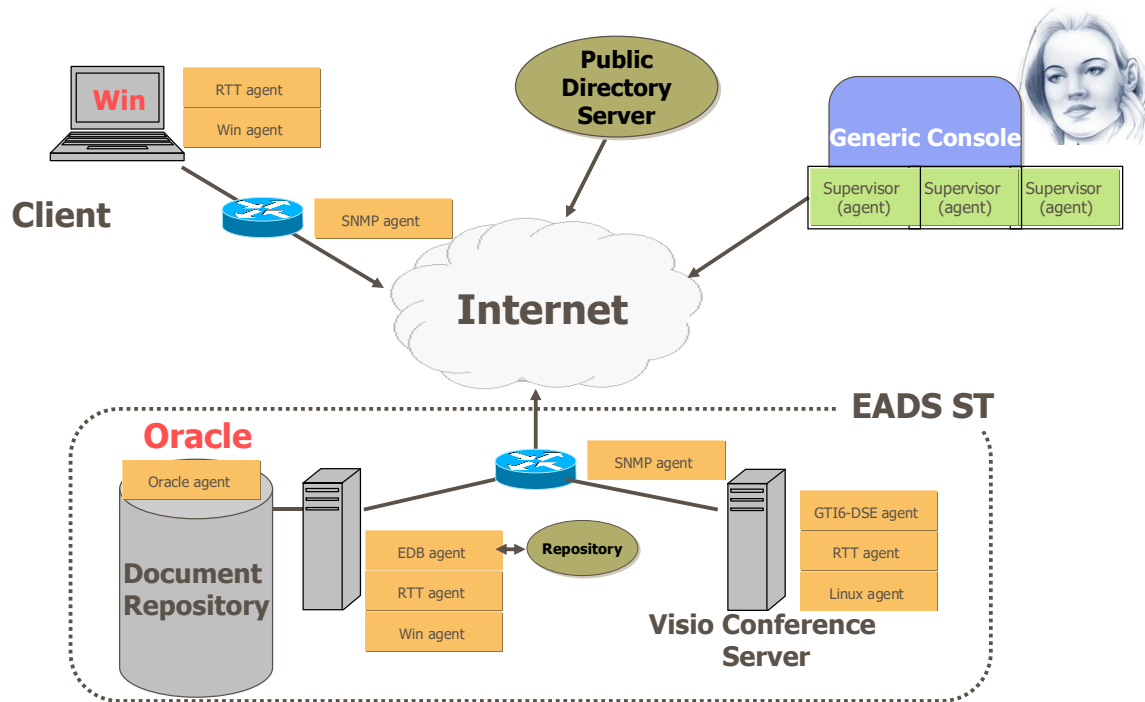 Public
Directory
Server
Win
RTT agent
Win agent
Generic Console
Supervisor
(agent)
Supervisor
(agent)
Supervisor
(agent)
Client
SNMP agent
Internet
EADS ST
Oracle
Oracle agent
SNMP agent
GTI6-DSE agent
RTT agent
Linux agent
EDB agent
RTT agent
Win agent
Repository
Document
Repository
Visio Conference
Server